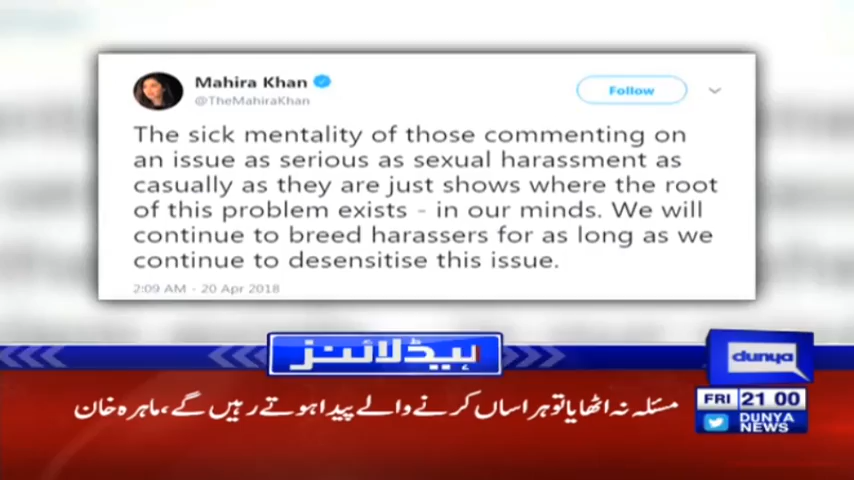 Mahira Khan
@TheMahiraKhan
Follow
The sick mentality of those commenting on
an issue as serious as sexual harassment as
casually as they are just shows where the root
of this problem exists - in our minds. We will
continue to breed harassers for as long as we
continue to desensitise this issue.
2:09 AM - 20 Apr 2018
ہیڈلائنز
dunya
مسئلہ نہ اٹھایا تو ہراساں کرنے والے پیدا ہوتے رہیں گے، ماہرہ خان
FRI 21 00
DUNYA
NEWS